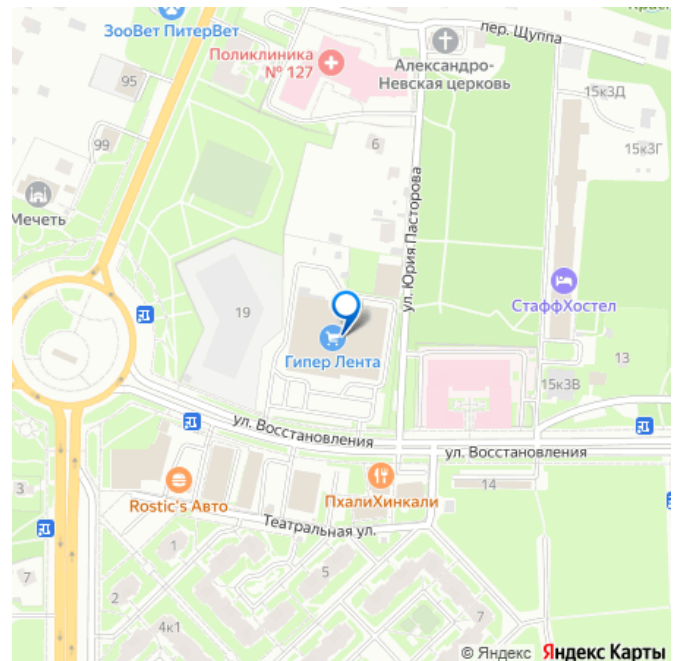 ЗооВет ПитерВет
пер. Щуппа
Поликлиника
№ 127
Александро-
Невская церковь
95
15к3Д
99
6
15к3Г
Мечеть
ул. Юрия Пасторова
19
СтаффХостел
Гипер Лента
13
15к3В
ул. Восстановления
ул. Восстановления
3
Rostic's Авто
ПхалиХинкали
14
Театральная ул.
1
5
7
2
7
4к1
© Яндекс Яндекс Карты